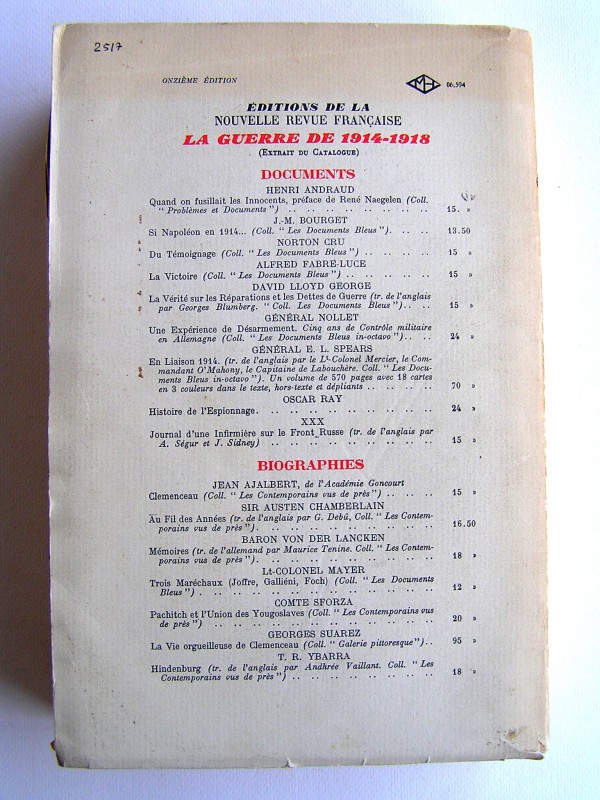 2517
ONZIÈME ÉDITION
MH 06.594
ÉDITIONS DE LA
NOUVELLE REVUE FRANÇAISE
LA GUERRE DE 1914-1918
(EXTRAIT DU CATALOGUE)
DOCUMENTS
HENRI ANDRAUD
Quand on fusillait les Innocents, préface de René Naegelen (Coll.
" Problèmes et Documents ") .. .. .. .. .. .. .. .. .. 15. »
J.-M. BOURGET
Si Napoléon en 1914... (Coll. " Les Documents Bleus "). .. .. 13.50
NORTON CRU
Du Témoignage (Coll. " Les Documents Bleus ") .. .. .. .. .. 15 »
ALFRED FABRE-LUCE
La Victoire (Coll. " Les Documents Bleus ") .. .. .. .. .. .. 15 »
DAVID LLOYD GEORGE
La Vérité sur les Réparations et les Dettes de Guerre (tr. de l'anglais
par Georges Blumberg. " Coll. Les Documents Bleus ").. .. 15 »
GÉNÉRAL NOLLET
Une Expérience de Désarmement. Cinq ans de Contrôle militaire
en Allemagne (Coll. " Les Documents Bleus in-octavo ").. .. 24 »
GÉNÉRAL E. L. SPEARS
En Liaison 1914. (tr. de l'anglais par le Lt-Colonel Mercier, le Com-
mandant O'Mahony, le Capitaine de Labouchère. Coll. " Les Docu-
ments Bleus in-octavo "). Un volume de 570 pages avec 18 cartes
en 3 couleurs dans le texte, hors-texte et dépliants .. .. .. 70 »
OSCAR RAY
Histoire de l'Espionnage. .. .. .. .. .. .. .. .. .. .. .. 24 »
XXX
Journal d'une Infirmière sur le Front Russe (tr. de l'anglais par
A. Ségur et J. Sidney) .. .. .. .. .. .. .. .. .. .. .. 15 »
BIOGRAPHIES
JEAN AJALBERT, de l'Académie Goncourt
Clemenceau (Coll. " Les Contemporains vus de près ") .. .. .. 15 »
SIR AUSTEN CHAMBERLAIN
Au Fil des Années (tr. de l'anglais par G. Debû, Coll. " Les Contem-
porains vus de près "). .. .. .. .. .. .. .. .. .. .. .. 16.50
BARON VON DER LANCKEN
Mémoires (tr. de l'allemand par Maurice Tenine. Coll. " Les Contem-
porains vus de près "). .. .. .. .. .. .. .. .. .. .. .. 18 »
Lt-COLONEL MAYER
Trois Maréchaux (Joffre, Galliéni, Foch) (Coll. " Les Documents
Bleus ") . .. .. .. .. .. .. .. .. .. .. .. .. .. .. 12 »
COMTE SFORZA
Pachitch et l'Union des Yougoslaves (Coll. " Les Contemporains vus
de près ") .. .. .. .. .. .. .. .. .. .. .. .. .. .. 20 »
GEORGES SUAREZ
La Vie orgueilleuse de Clemenceau (Coll. " Galerie pittoresque ").. 95 »
T. R. YBARRA
Hindenburg (tr. de l'anglais par Andhrée Vaillant. Coll. " Les
Contemporains vus de près ") .. .. .. .. .. .. .. .. .. 18 »